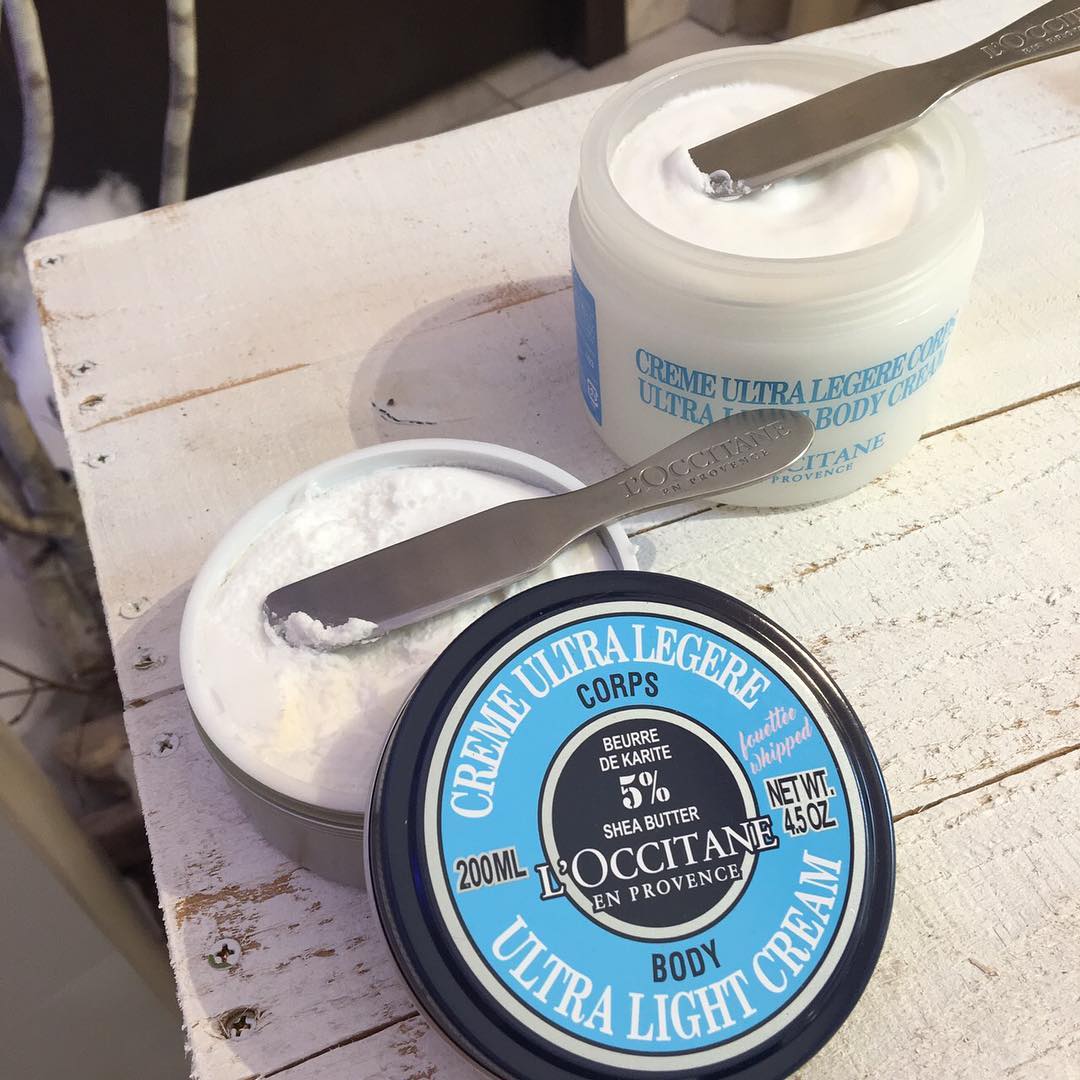 L'OCCITANE
CREME ULTRA LEGERE CORPS
ULTRA BODY CREAM
OCCITANE
PROVENCE
L'OCCITANE
EN PROVENCE
CREME ULTRA LEGERE
CORPS
fouettée
whipped
BEURRE
DE KARITE
5%
SHEA BUTTER
NET WT.
4.5 OZ
200ML
L'OCCITANE
EN PROVENCE
BODY
ULTRA LIGHT CREAM